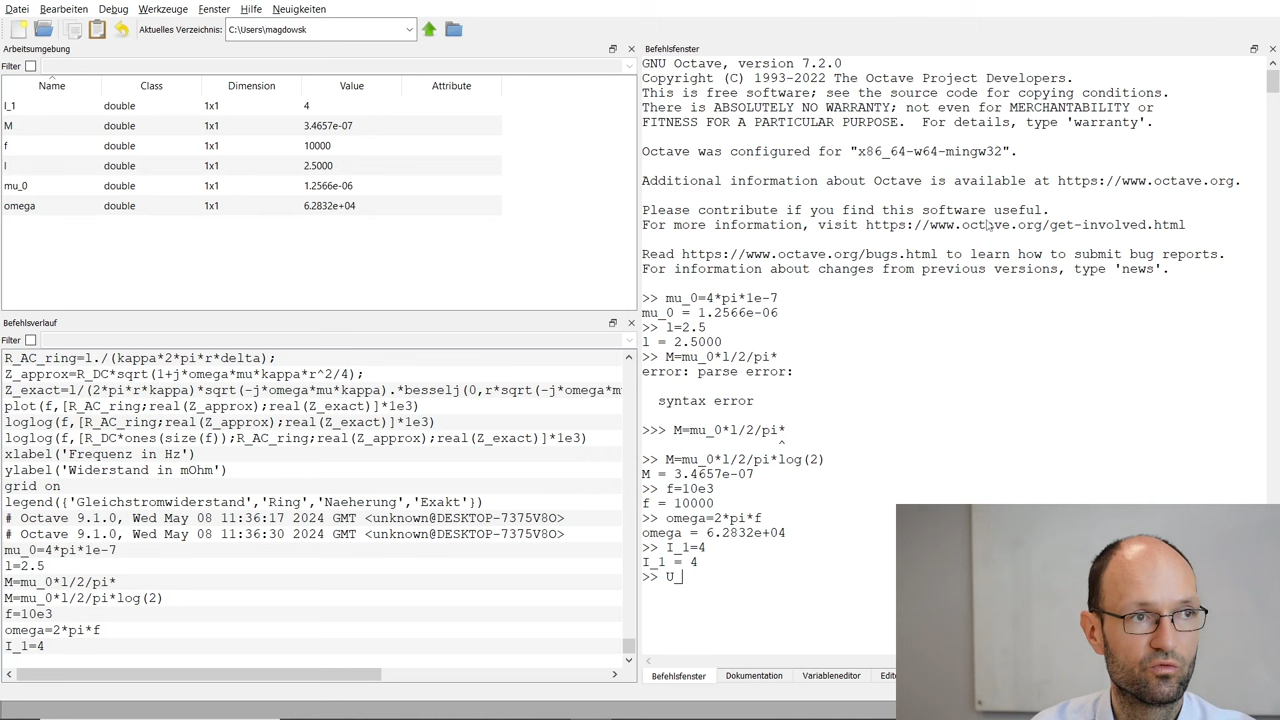 Datei Bearbeiten Debug Werkzeuge Fenster Hilfe Neuigkeiten
Aktuelles Verzeichnis: C:\Users\magdowsk
Arbeitsumgebung
Filter
Name Class Dimension Value Attribute
I_1 double 1x1 4
M double 1x1 3.4657e-07
f double 1x1 10000
l double 1x1 2.5000
mu_0 double 1x1 1.2566e-06
omega double 1x1 6.2832e+04
Befehlsverlauf
Filter
R_AC_ring=l./(kappa*2*pi*r*delta);
Z_approx=R_DC*sqrt(1+j*omega*mu*kappa*r^2/4);
Z_exact=l/(2*pi*r*kappa)*sqrt(-j*omega*mu*kappa).*besselj(0,r*sqrt(-j*omega*m
plot(f,[R_AC_ring;real(Z_approx);real(Z_exact)]*1e3)
loglog(f,[R_AC_ring;real(Z_approx);real(Z_exact)]*1e3)
loglog(f,[R_DC*ones(size(f));R_AC_ring;real(Z_approx);real(Z_exact)]*1e3)
xlabel('Frequenz in Hz')
ylabel('Widerstand in mOhm')
grid on
legend({'Gleichstromwiderstand','Ring','Naeherung','Exakt'})
# Octave 9.1.0, Wed May 08 11:36:17 2024 GMT <unknown@DESKTOP-7375V8O>
# Octave 9.1.0, Wed May 08 11:36:30 2024 GMT <unknown@DESKTOP-7375V8O>
mu_0=4*pi*1e-7
l=2.5
M=mu_0*l/2/pi*
M=mu_0*l/2/pi*log(2)
f=10e3
omega=2*pi*f
I_1=4
Befehlsfenster
GNU Octave, version 7.2.0
Copyright (C) 1993-2022 The Octave Project Developers.
This is free software; see the source code for copying conditions.
There is ABSOLUTELY NO WARRANTY; not even for MERCHANTABILITY or
FITNESS FOR A PARTICULAR PURPOSE.  For details, type 'warranty'.
Octave was configured for "x86_64-w64-mingw32".
Additional information about Octave is available at https://www.octave.org.
Please contribute if you find this software useful.
For more information, visit https://www.octave.org/get-involved.html
Read https://www.octave.org/bugs.html to learn how to submit bug reports.
For information about changes from previous versions, type 'news'.
>> mu_0=4*pi*1e-7
mu_0 = 1.2566e-06
>> l=2.5
l = 2.5000
>> M=mu_0*l/2/pi*
error: parse error:
syntax error
>>> M=mu_0*l/2/pi*
^
>> M=mu_0*l/2/pi*log(2)
M = 3.4657e-07
>> f=10e3
f = 10000
>> omega=2*pi*f
omega = 6.2832e+04
>> I_1=4
I_1 = 4
>> U_
Befehlsfenster Dokumentation Variableneditor Edit